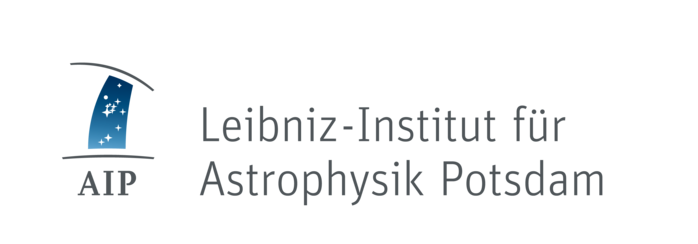 Leibniz-Institut für
Astrophysik Potsdam
AIP